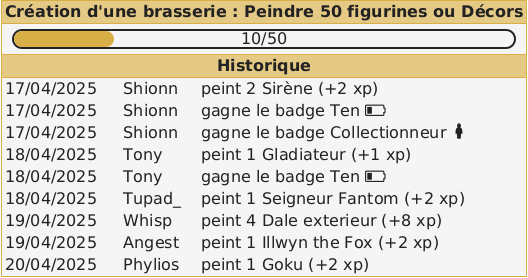 Création d'une brasserie : Peindre 50 figurines ou Décors
10/50
Historique
17/04/2025 Shionn peint 2 Sirène (+2 xp)
17/04/2025 Shionn gagne le badge Ten
17/04/2025 Shionn gagne le badge Collectionneur
18/04/2025 Tony peint 1 Gladiateur (+1 xp)
18/04/2025 Tony gagne le badge Ten
18/04/2025 Tupad_ peint 1 Seigneur Fantom (+2 xp)
19/04/2025 Whisp peint 4 Dale exterieur (+8 xp)
19/04/2025 Angest peint 1 Illwyn the Fox (+2 xp)
20/04/2025 Phylios peint 1 Goku (+2 xp)